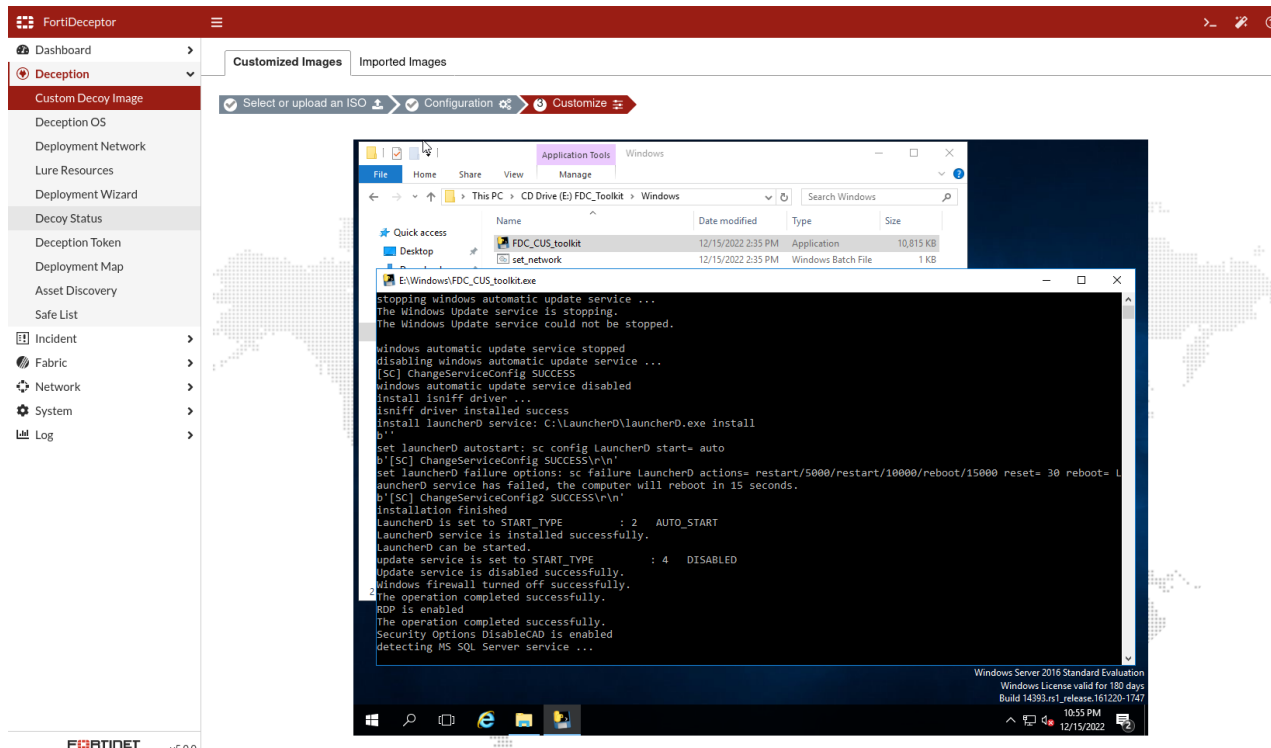 FortiDeceptor
Dashboard
Deception
Custom Decoy Image
Deception OS
Deployment Network
Lure Resources
Deployment Wizard
Decoy Status
Deception Token
Deployment Map
Asset Discovery
Safe List
Incident
Fabric
Network
System
Log
Customized Images
Imported Images
Select or upload an ISO
Configuration
3 Customize
Application Tools Windows
File Home Share View Manage
This PC > CD Drive (E:) FDC_Toolkit > Windows
Search Windows
Name Date modified Type Size
Quick access
Desktop
FDC_CUS_toolkit 12/15/2022 2:35 PM Application 10,815 KB
set_network 12/15/2022 2:35 PM Windows Batch File 1 KB
E:\Windows\FDC_CUS_toolkit.exe
stopping windows automatic update service ...
The Windows Update service is stopping.
The Windows Update service could not be stopped.
windows automatic update service stopped
disabling windows automatic update service ...
[SC] ChangeServiceConfig SUCCESS
windows automatic update service disabled
install isniff driver ...
isniff driver installed success
install launcherD service: C:\LauncherD\launcherD.exe install
b''
set launcherD autostart: sc config LauncherD start= auto
b'[SC] ChangeServiceConfig SUCCESS\r\n'
set launcherD failure options: sc failure LauncherD actions= restart/5000/restart/10000/reboot/15000 reset= 30 reboot= L
auncherD service has failed, the computer will reboot in 15 seconds.
b'[SC] ChangeServiceConfig2 SUCCESS\r\n'
installation finished
LauncherD is set to START_TYPE : 2 AUTO_START
LauncherD service is installed successfully.
LauncherD can be started.
update service is set to START_TYPE : 4 DISABLED
Update service is disabled successfully.
Windows firewall turned off successfully.
2
The operation completed successfully.
RDP is enabled
The operation completed successfully.
Security Options DisableCAD is enabled
detecting MS SQL Server service ...
Windows Server 2016 Standard Evaluation
Windows License valid for 180 days
Build 14393.rs1_release.161220-1747
10:55 PM
12/15/2022
2
FORTINET